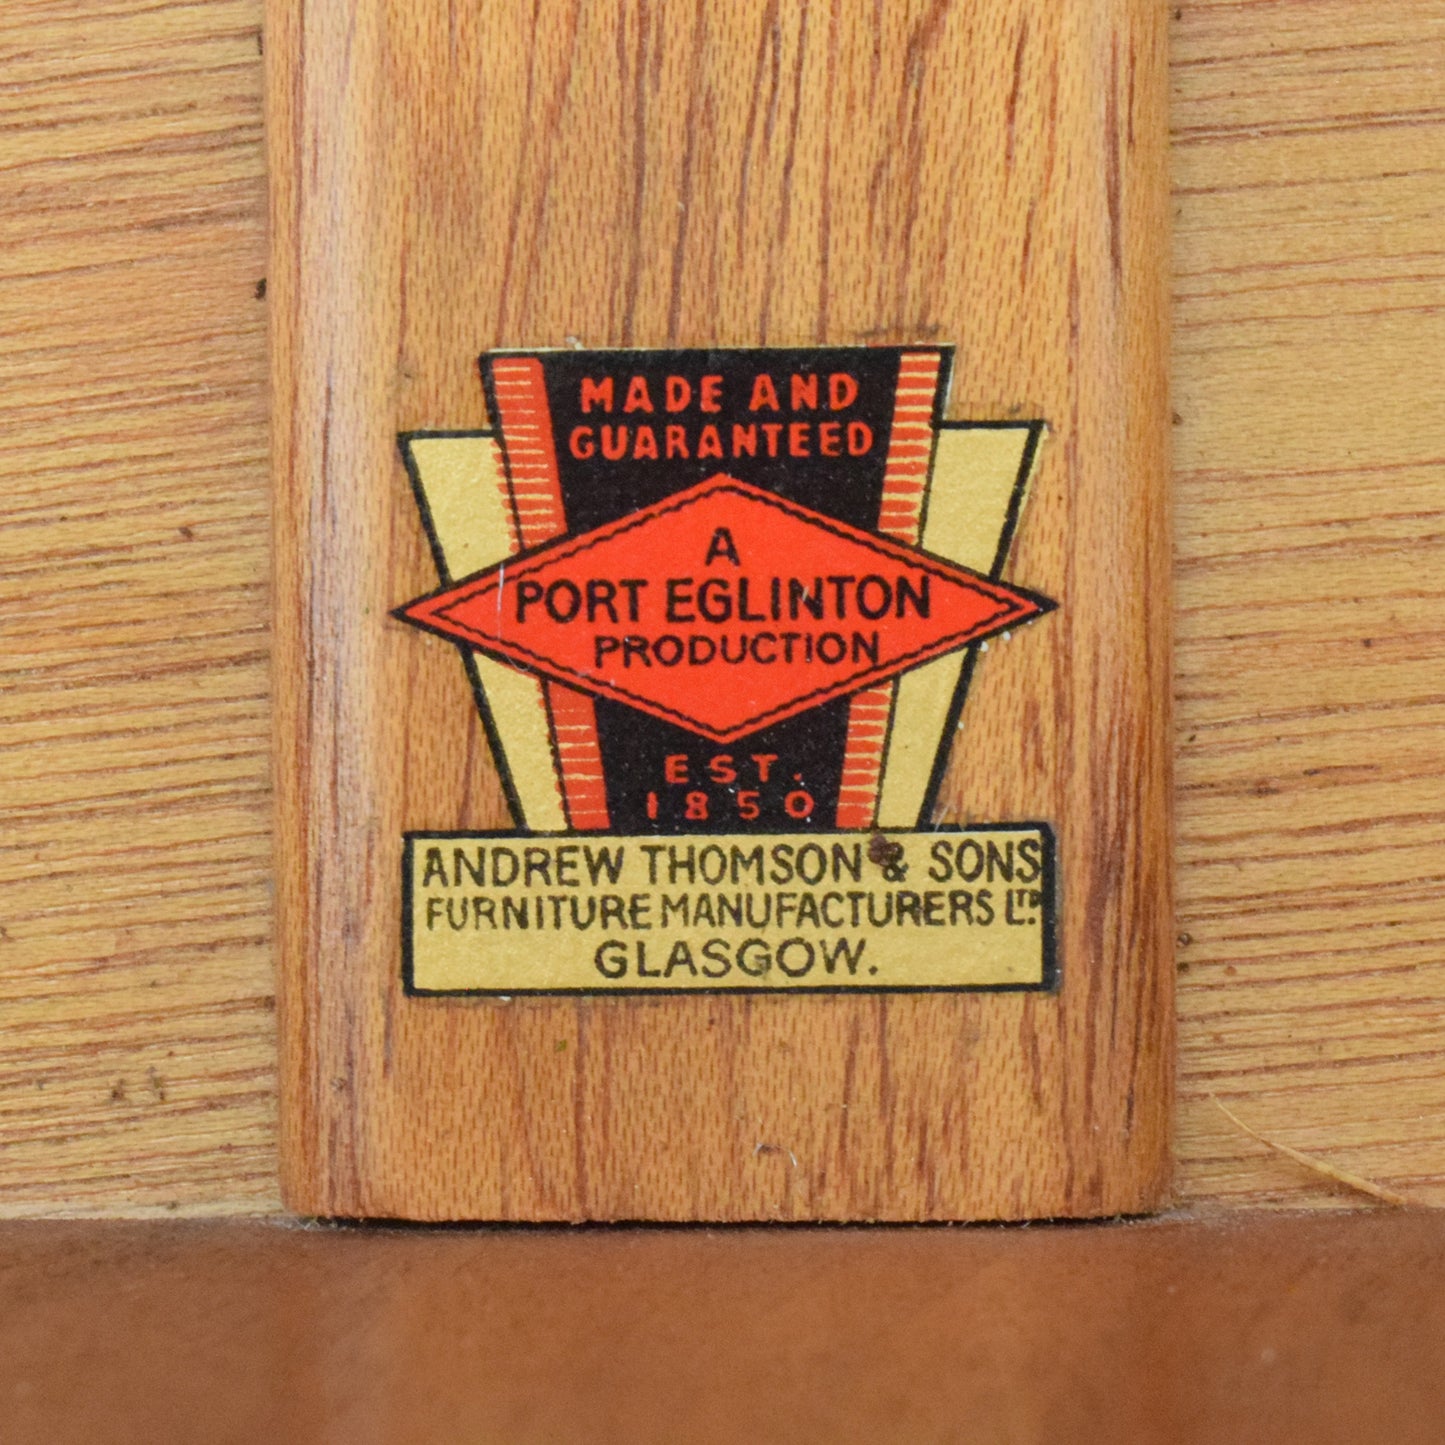 MADE AND
GUARANTEED
A
PORT EGLINTON
PRODUCTION
EST.
1850
ANDREW THOMSON & SONS
FURNITURE MANUFACTURERS LTD.
GLASGOW.